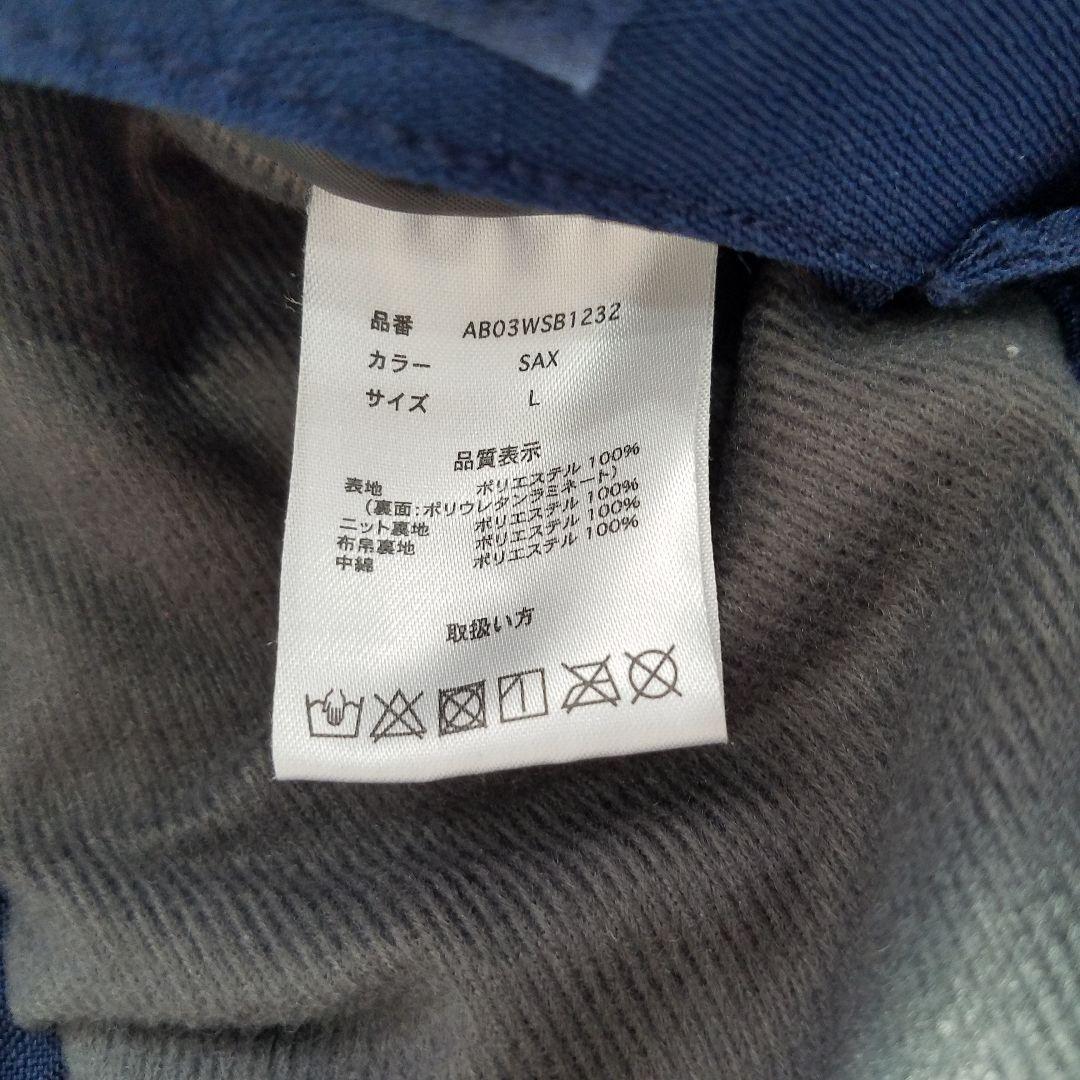 品番 AB03WSB1232
カラー SAX
サイズ L
品質表示
表地 ポリエステル 100%
(裏面:ポリウレタンラミネート)
ニット裏地 ポリエステル 100%
布帛裏地 ポリエステル 100%
中綿 ポリエステル 100%
取扱い方